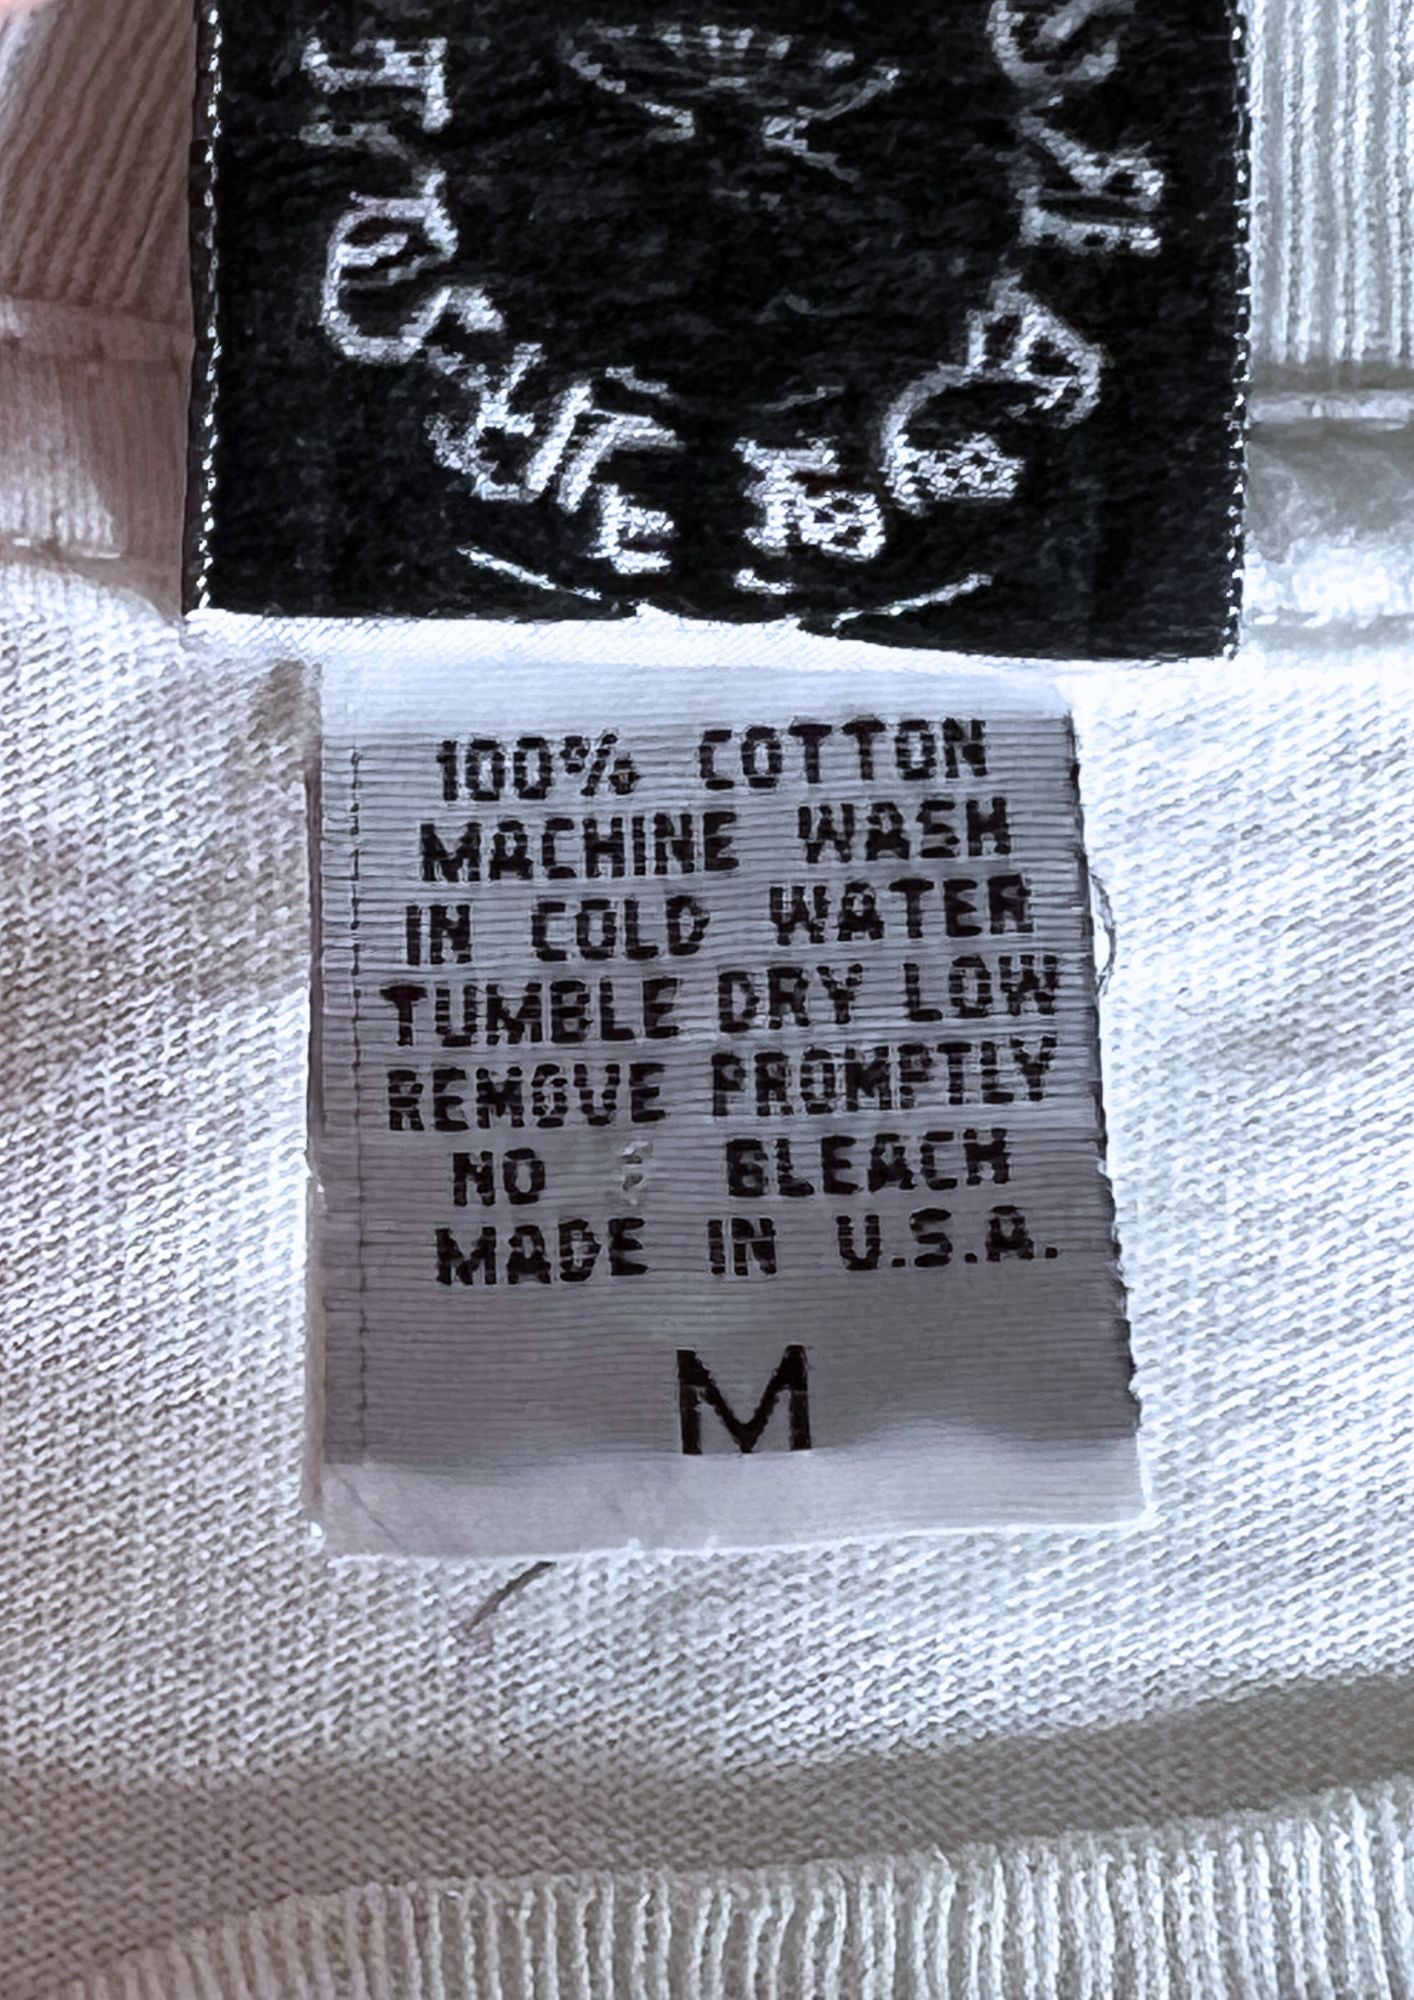 100% COTTON
MACHINE WASH
IN COLD WATER
TUMBLE DRY LOW
REMOVE PROMPTLY
NO BLEACH
MADE IN U.S.A.
M